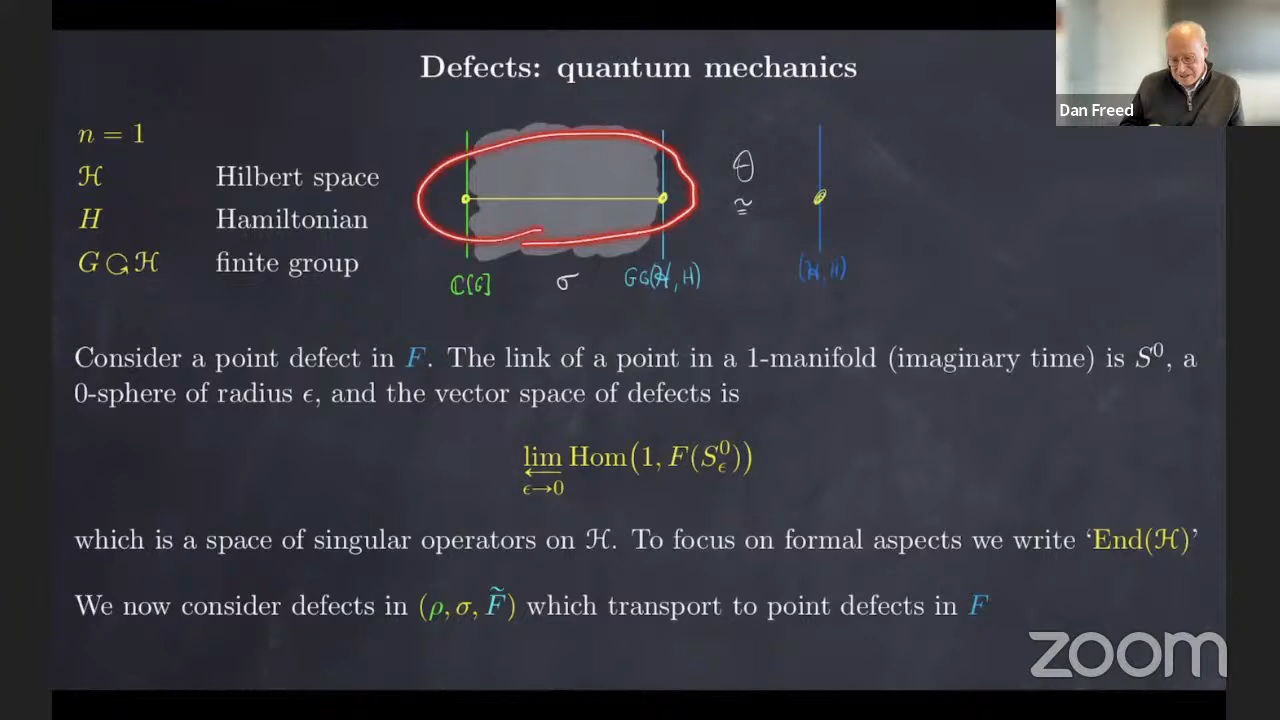 Defects: quantum mechanics
Dan Freed
n = 1
ℋ Hilbert space
H Hamiltonian
G ⟳ ℋ finite group
θ
≅
ℂ[G] σ G⟳(ℋ, H) (ℋ, H)
Consider a point defect in F. The link of a point in a 1-manifold (imaginary time) is S⁰, a
0-sphere of radius ϵ, and the vector space of defects is
lim Hom(1, F(S⁰_ϵ))
ϵ→0
which is a space of singular operators on ℋ. To focus on formal aspects we write ‘End(ℋ)’
We now consider defects in (ρ, σ, F̃) which transport to point defects in F
zoom